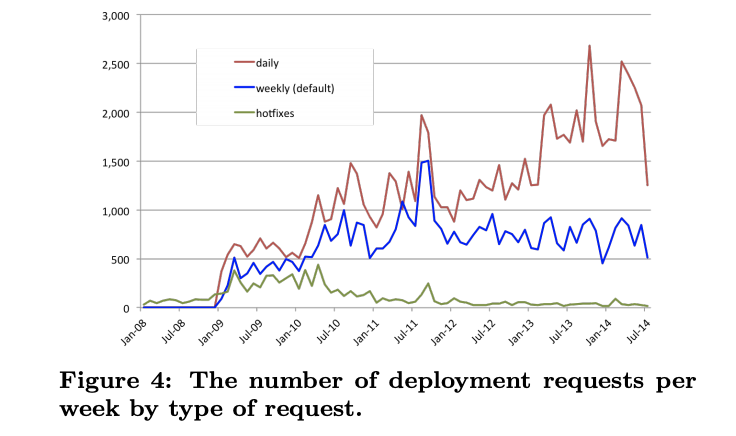 3,000
2,500
2,000
1,500
1,000
500
0
daily
weekly (default)
hotfixes
Jan-08
Jul-08
Jan-09
Jul-09
Jan-10
Jul-10
Jan-11
Jul-11
Jan-12
Jul-12
Jan-13
Jul-13
Jan-14
Jul-14
Figure 4: The number of deployment requests per
week by type of request.